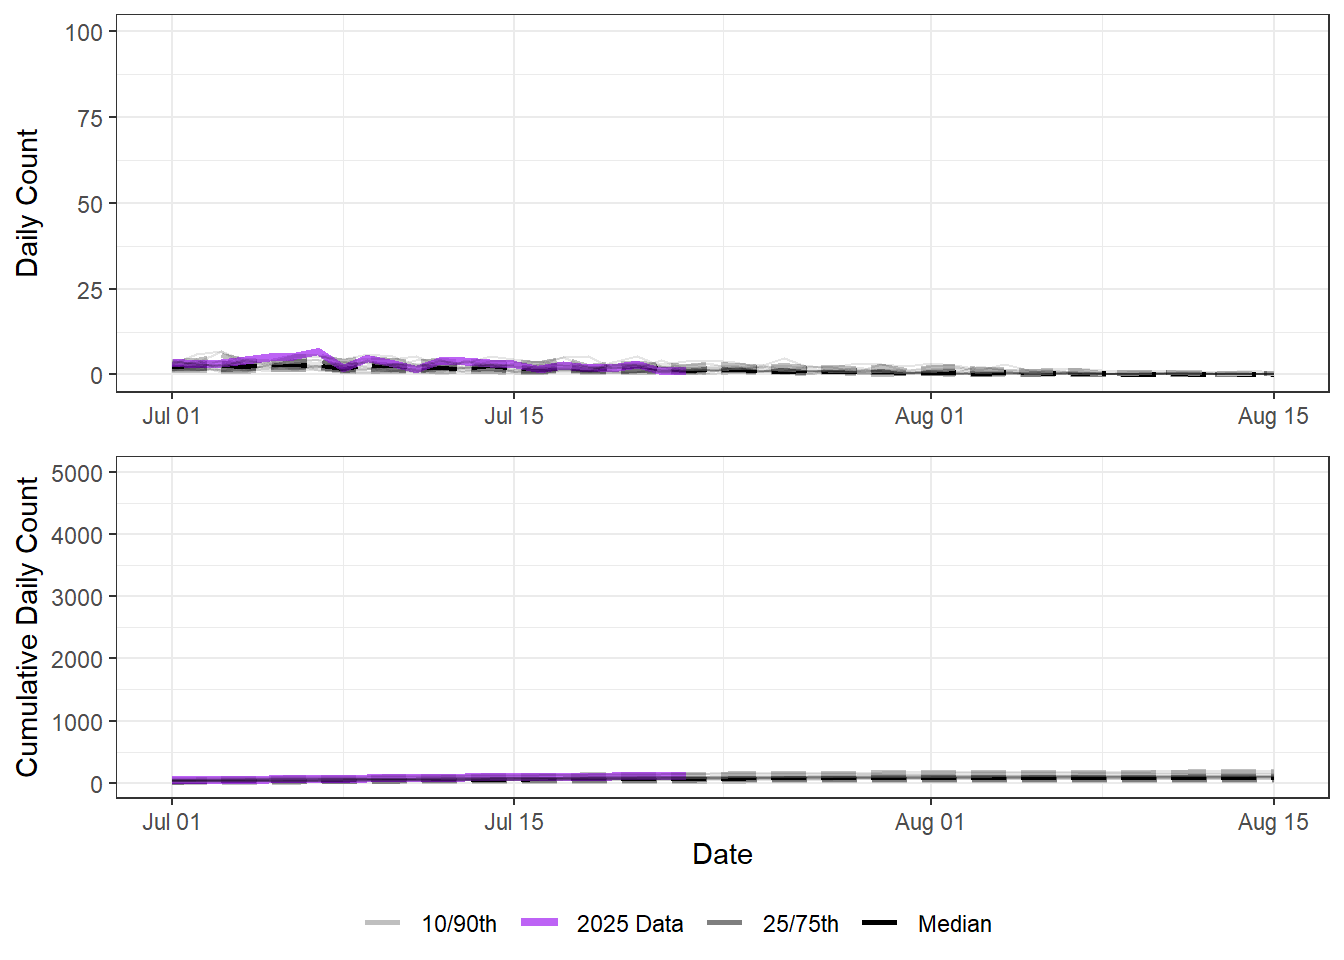 Daily Count
100
75
50
25
0
Jul 01 Jul 15 Aug 01 Aug 15
Cumulative Daily Count
5000
4000
3000
2000
1000
0
Jul 01 Jul 15 Aug 01 Aug 15
Date
10/90th 2025 Data 25/75th Median